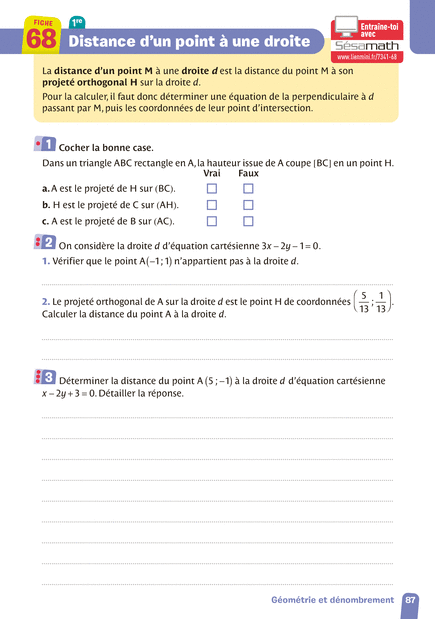 FICHE
68
1re
Distance d'un point à une droite
Entraîne-toi
avec
Sésamath
www.lienmini.fr/7341-68
La distance d'un point M à une droite d est la distance du point M à son
projeté orthogonal H sur la droite d.
Pour la calculer, il faut donc déterminer une équation de la perpendiculaire à d
passant par M, puis les coordonnées de leur point d'intersection.
1 Cocher la bonne case.
Dans un triangle ABC rectangle en A, la hauteur issue de A coupe [BC] en un point H.
Vrai Faux
a. A est le projeté de H sur (BC).
b. H est le projeté de C sur (AH).
c. A est le projeté de B sur (AC).
2 On considère la droite d d'équation cartésienne 3x – 2y – 1 = 0.
1. Vérifier que le point A(–1 ; 1) n'appartient pas à la droite d.
2. Le projeté orthogonal de A sur la droite d est le point H de coordonnées (5/13 ; 1/13).
Calculer la distance du point A à la droite d.
3 Déterminer la distance du point A (5 ; –1) à la droite d d'équation cartésienne
x – 2y + 3 = 0. Détailler la réponse.
Géométrie et dénombrement 87